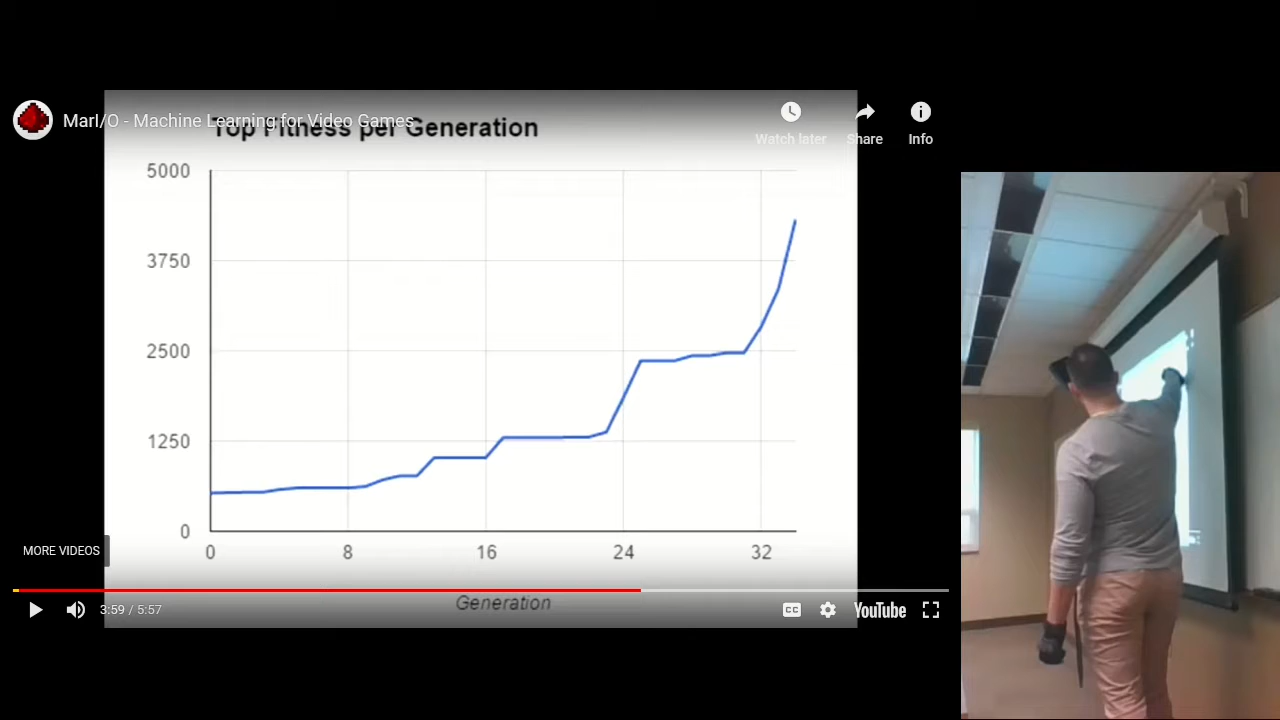 MarI/O - Machine Learning for Video Games
Watch later
Share
Info
Top Fitness per Generation
5000
3750
2500
1250
0
0 8 16 24 32
Generation
MORE VIDEOS
3:59 / 5:57
CC
YouTube